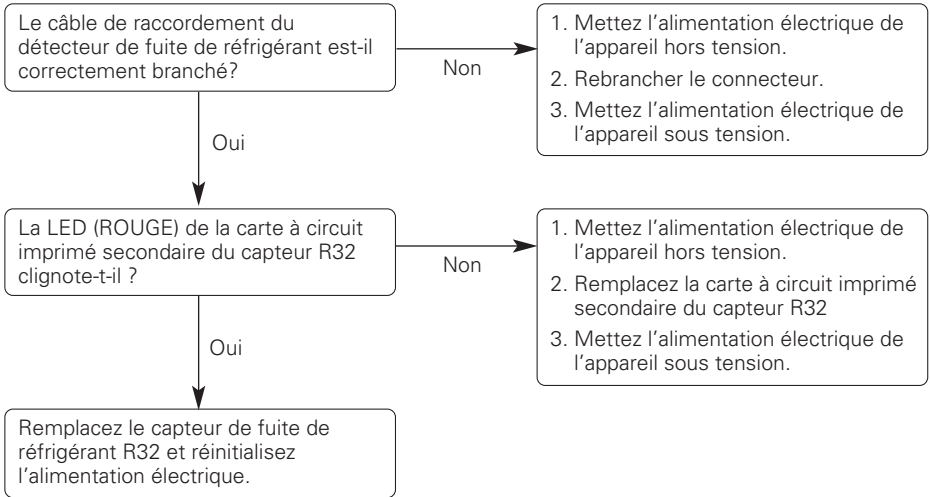 Le câble de raccordement du
détecteur de fuite de réfrigérant est-il
correctement branché?
Non
1. Mettez l'alimentation électrique de
l'appareil hors tension.
2. Rebrancher le connecteur.
3. Mettez l'alimentation électrique de
l'appareil sous tension.
Oui
La LED (ROUGE) de la carte à circuit
imprimé secondaire du capteur R32
clignote-t-il ?
Non
1. Mettez l'alimentation électrique de
l'appareil hors tension.
2. Remplacez la carte à circuit imprimé
secondaire du capteur R32
3. Mettez l'alimentation électrique de
l'appareil sous tension.
Oui
Remplacez le capteur de fuite de
réfrigérant R32 et réinitialisez
l'alimentation électrique.